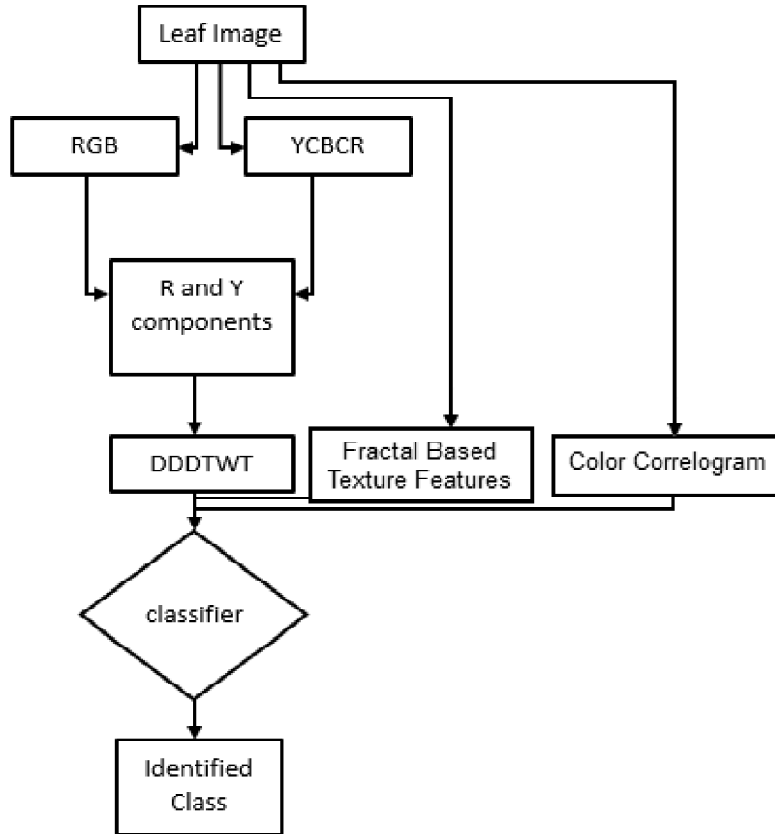 Leaf Image
RGB
YCBCR
R and Y
components
DDDTWT
Fractal Based
Texture Features
Color Correlogram
classifier
Identified
Class